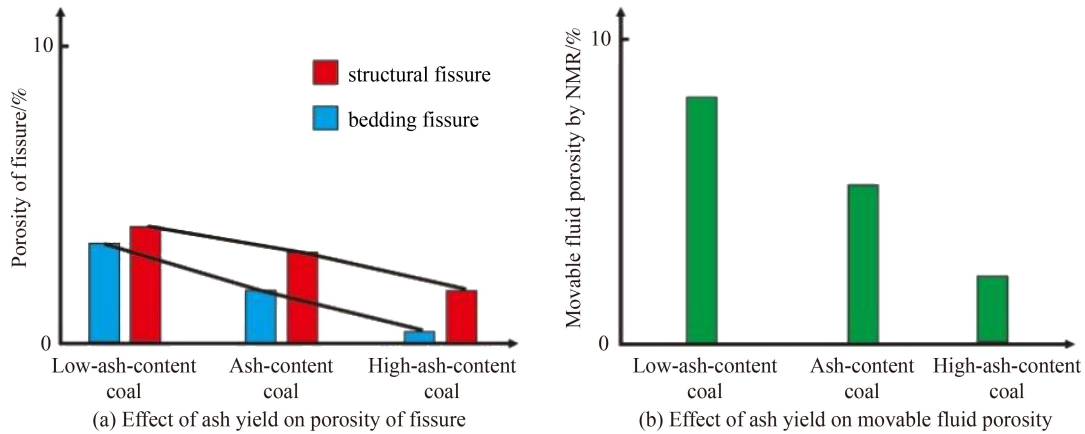 Porosity of fissure/%
10
0
structural fissure
bedding fissure
Low-ash-content
coal
Ash-content
coal
High-ash-content
coal
(a) Effect of ash yield on porosity of fissure
Movable fluid porosity by NMR/%
10
0
Low-ash-content
coal
Ash-content
coal
High-ash-content
coal
(b) Effect of ash yield on movable fluid porosity